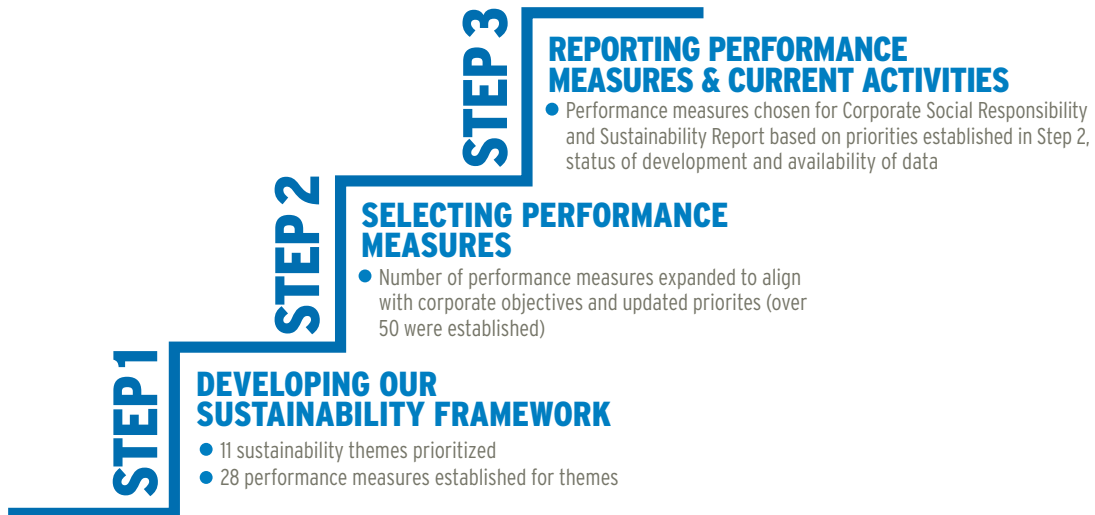 STEP 3
REPORTING PERFORMANCE
MEASURES & CURRENT ACTIVITIES
● Performance measures chosen for Corporate Social Responsibility
and Sustainability Report based on priorities established in Step 2,
status of development and availability of data
STEP 2
SELECTING PERFORMANCE
MEASURES
● Number of performance measures expanded to align
with corporate objectives and updated priorites (over
50 were established)
STEP 1
DEVELOPING OUR
SUSTAINABILITY FRAMEWORK
● 11 sustainability themes prioritized
● 28 performance measures established for themes